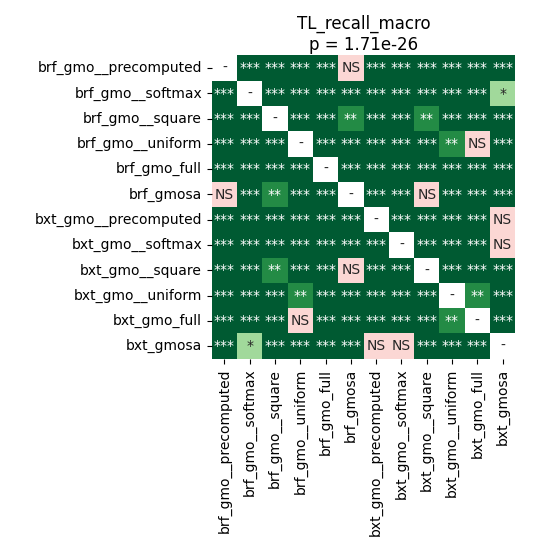 TL_recall_macro
p = 1.71e-26
brf_gmo__precomputed - *** *** *** *** NS *** *** *** *** *** ***
brf_gmo__softmax *** - *** *** *** *** *** *** *** *** *** *
brf_gmo__square *** *** - *** *** ** *** *** ** *** *** ***
brf_gmo__uniform *** *** *** - *** *** *** *** *** ** NS ***
brf_gmo_full *** *** *** *** - *** *** *** *** *** *** ***
brf_gmosa NS *** ** *** *** - *** *** NS *** *** ***
bxt_gmo__precomputed *** *** *** *** *** *** - *** *** *** *** NS
bxt_gmo__softmax *** *** *** *** *** *** *** - *** *** *** NS
bxt_gmo__square *** *** ** *** *** NS *** *** - *** *** ***
bxt_gmo__uniform *** *** *** ** *** *** *** *** *** - ** ***
bxt_gmo_full *** *** *** NS *** *** *** *** *** ** - ***
bxt_gmosa *** * *** *** *** *** NS NS *** *** *** -
brf_gmo__precomputed
brf_gmo__softmax
brf_gmo__square
brf_gmo__uniform
brf_gmo_full
brf_gmosa
bxt_gmo__precomputed
bxt_gmo__softmax
bxt_gmo__square
bxt_gmo__uniform
bxt_gmo_full
bxt_gmosa